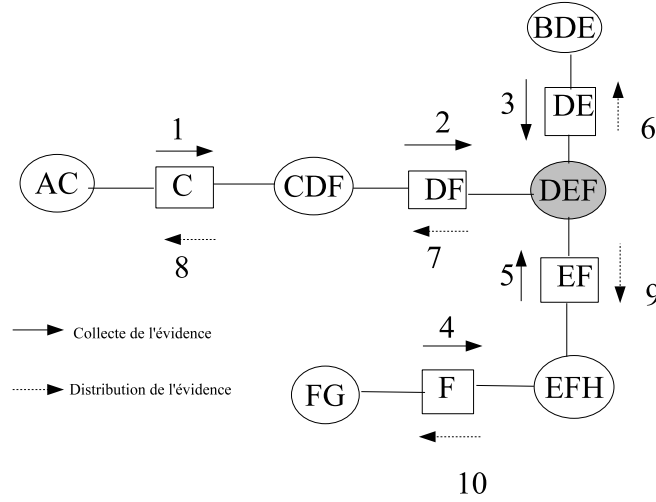 BDE
3
DE
6
1
2
AC
C
CDF
DF
DEF
8
7
5
EF
9
Collecte de l'évidence
4
Distribution de l'évidence
FG
F
EFH
10